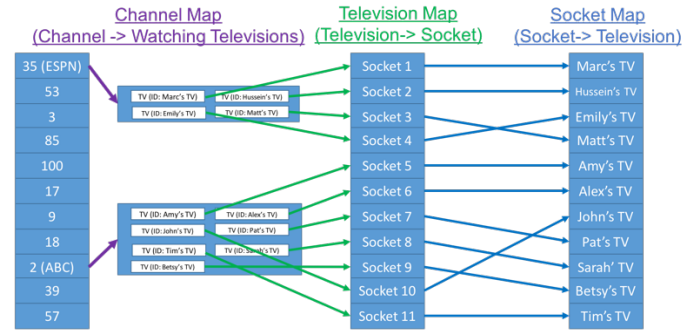 Channel Map
(Channel -> Watching Televisions)
Television Map
(Television-> Socket)
Socket Map
(Socket-> Television)
35 (ESPN)
53
3
85
100
17
9
18
2 (ABC)
39
57
TV (ID: Marc's TV)
TV (ID: Hussein's TV)
TV (ID: Emily's TV)
TV (ID: Matt's TV)
TV (ID: Amy's TV)
TV (ID: Alex's TV)
TV (ID: John's TV)
TV (ID: Pat's TV)
TV (ID: Tim's TV)
TV (ID: Sarah's TV)
TV (ID: Betsy's TV)
Socket 1
Socket 2
Socket 3
Socket 4
Socket 5
Socket 6
Socket 7
Socket 8
Socket 9
Socket 10
Socket 11
Marc's TV
Hussein's TV
Emily's TV
Matt's TV
Amy's TV
Alex's TV
John's TV
Pat's TV
Sarah' TV
Betsy's TV
Tim's TV